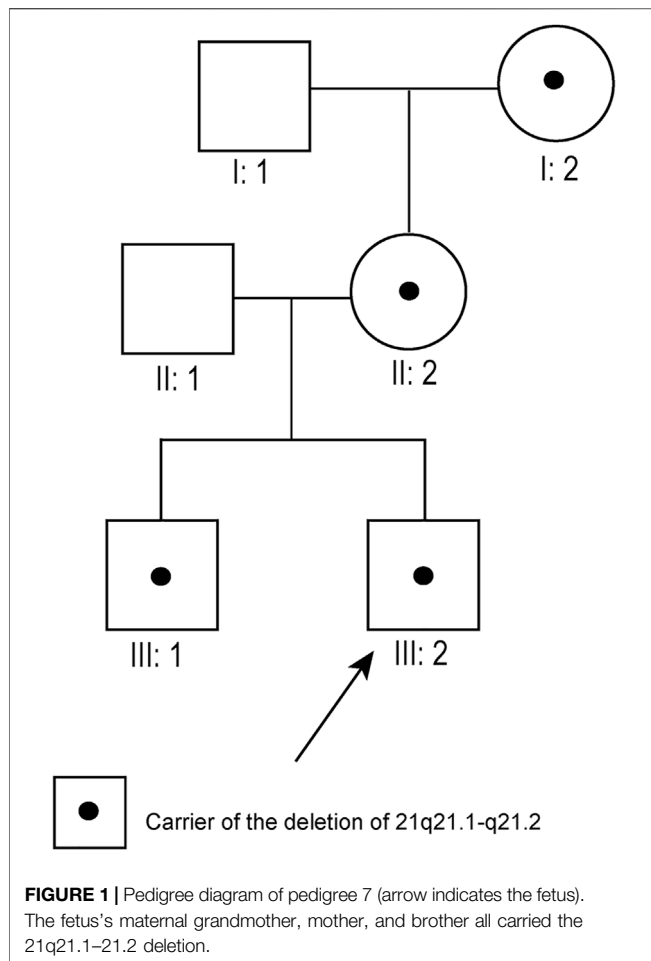 I: 1
I: 2
II: 1
II: 2
III: 1
III: 2
Carrier of the deletion of 21q21.1-q21.2
FIGURE 1 | Pedigree diagram of pedigree 7 (arrow indicates the fetus).
The fetus's maternal grandmother, mother, and brother all carried the
21q21.1–21.2 deletion.